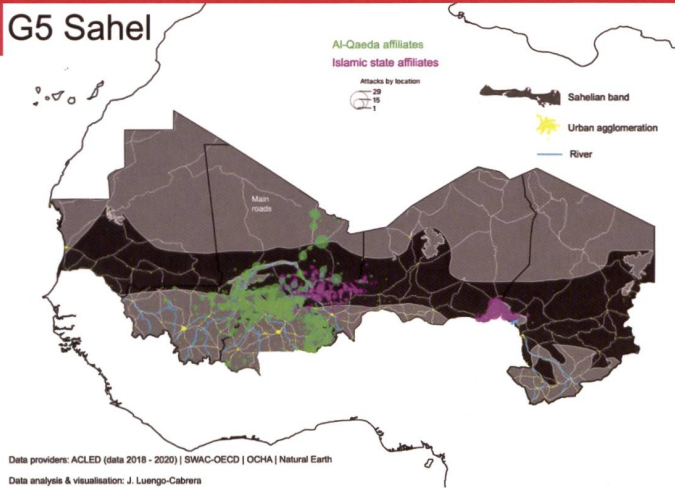 G5 Sahel
Al-Qaeda affiliates
Islamic state affiliates
Attacks by location
29
15
1
Sahelian band
Urban agglomeration
River
Main
roads
Data providers: ACLED (data 2018 - 2020) | SWAC-OECD | OCHA | Natural Earth
Data analysis & visualisation: J. Luengo-Cabrera